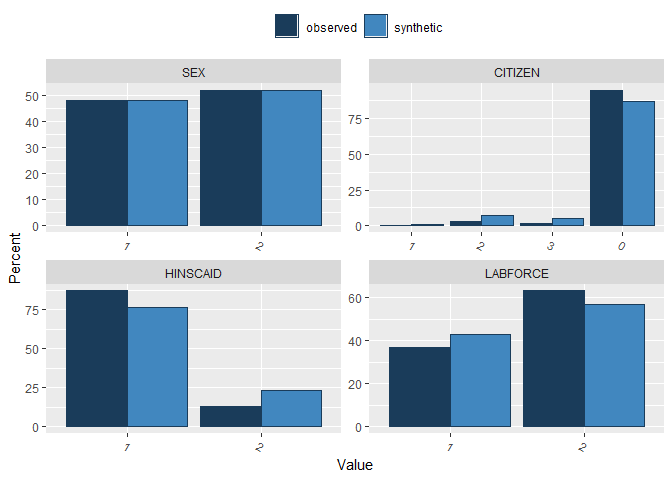 observed synthetic
SEX
CITIZEN
50
40
30
20
10
0
1 2
75
50
25
0
1 2 3 0
Percent
HINSCAID
LABFORCE
75
50
25
0
1 2
60
40
20
0
1 2
Value